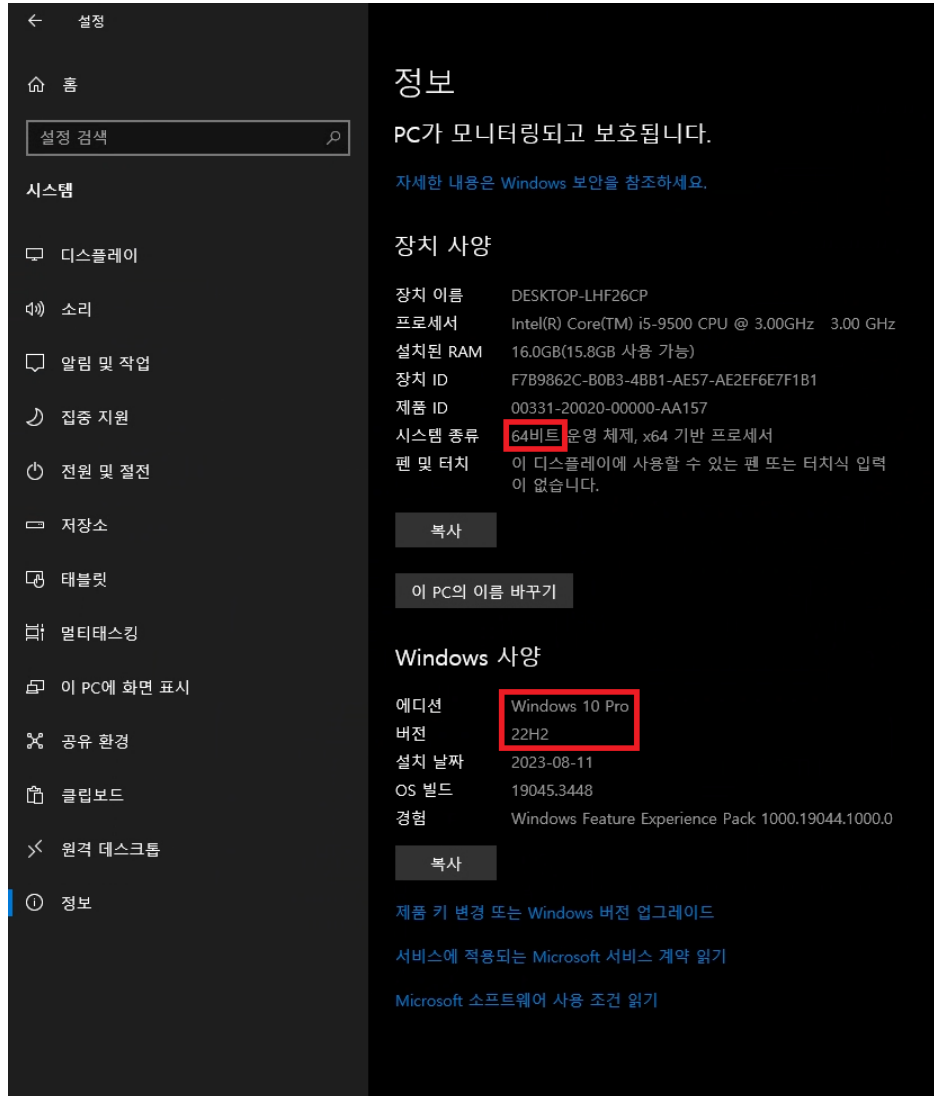 설정
홈
설정 검색
시스템
디스플레이
소리
알림 및 작업
집중 지원
전원 및 절전
저장소
태블릿
멀티태스킹
이 PC에 화면 표시
공유 환경
클립보드
원격 데스크톱
정보
정보
PC가 모니터링되고 보호됩니다.
자세한 내용은 Windows 보안을 참조하세요.
장치 사양
장치 이름 DESKTOP-LHF26CP
프로세서 Intel(R) Core(TM) i5-9500 CPU @ 3.00GHz 3.00 GHz
설치된 RAM 16.0GB(15.8GB 사용 가능)
장치 ID F7B9862C-B0B3-4BB1-AE57-AE2EF6E7F1B1
제품 ID 00331-20020-00000-AA157
시스템 종류 64비트 운영 체제, x64 기반 프로세서
펜 및 터치 이 디스플레이에 사용할 수 있는 펜 또는 터치식 입력
이 없습니다.
복사
이 PC의 이름 바꾸기
Windows 사양
에디션 Windows 10 Pro
버전 22H2
설치 날짜 2023-08-11
OS 빌드 19045.3448
경험 Windows Feature Experience Pack 1000.19044.1000.0
복사
제품 키 변경 또는 Windows 버전 업그레이드
서비스에 적용되는 Microsoft 서비스 계약 읽기
Microsoft 소프트웨어 사용 조건 읽기